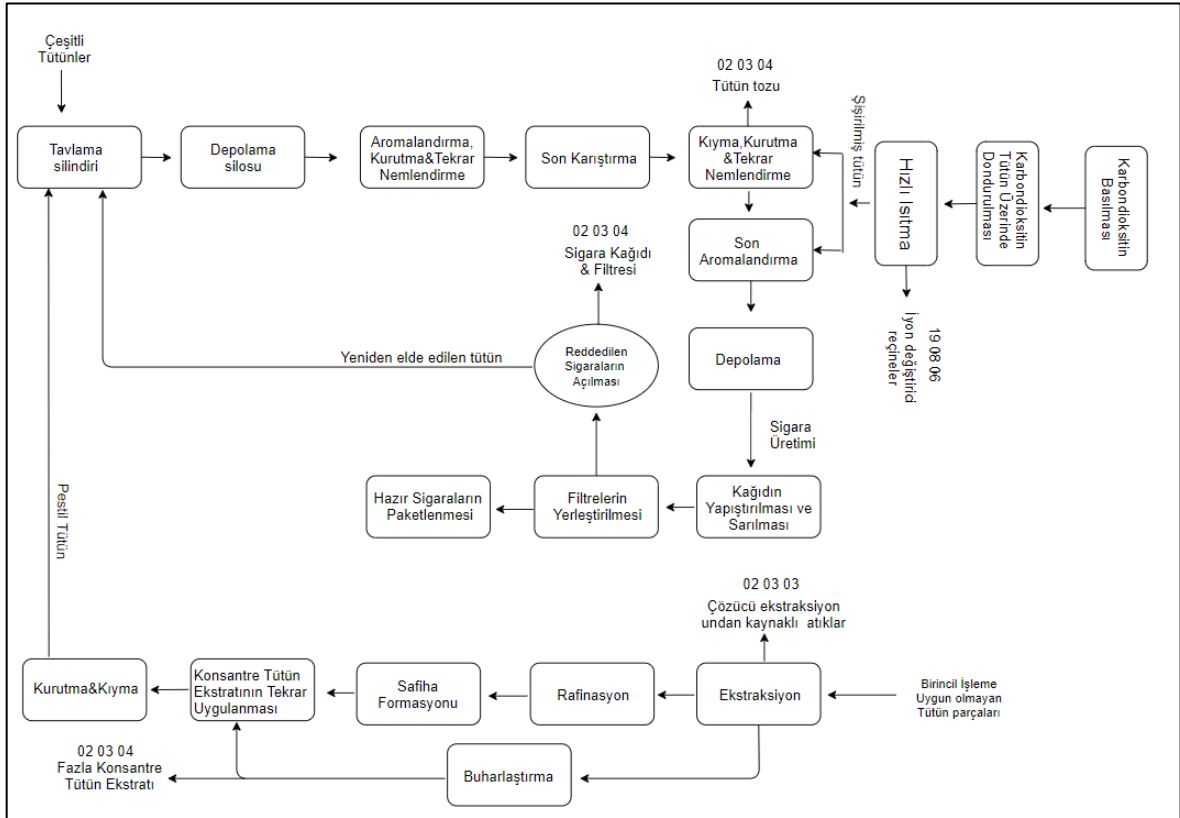 Çeşitli
Tütünler
Tavlama
silindiri
Depolama
silosu
Aromalandırma,
Kurutma&Tekrar
Nemlendirme
Son Karıştırma
02 03 04
Tütün tozu
Kıyma,Kurutma
&Tekrar
Nemlendirme
Şişirilmiş tütün
Hızlı Isıtma
Karbondioksitin
Tütün Üzerinde
Dondurulması
Karbondioksitin
Basılması
19 08 06
İyon değiştirici
reçineler
Son
Aromalandırma
02 03 04
Sigara Kağıdı
& Filtresi
Reddedilen
Sigaraların
Açılması
Yeniden elde edilen tütün
Depolama
Sigara
Üretimi
Hazır Sigaraların
Paketlenmesi
Filtrelerin
Yerleştirilmesi
Kağıdın
Yapıştırılması ve
Sarılması
Pestil Tütün
02 03 03
Çözücü ekstraksiyon
undan kaynaklı atıklar
Kurutma&Kıyma
Konsantre Tütün
Ekstratının Tekrar
Uygulanması
Safiha
Formasyonu
Rafinasyon
Ekstraksiyon
Birincil İşleme
Uygun olmayan
Tütün parçaları
02 03 04
Fazla Konsantre
Tütün Ekstratı
Buharlaştırma